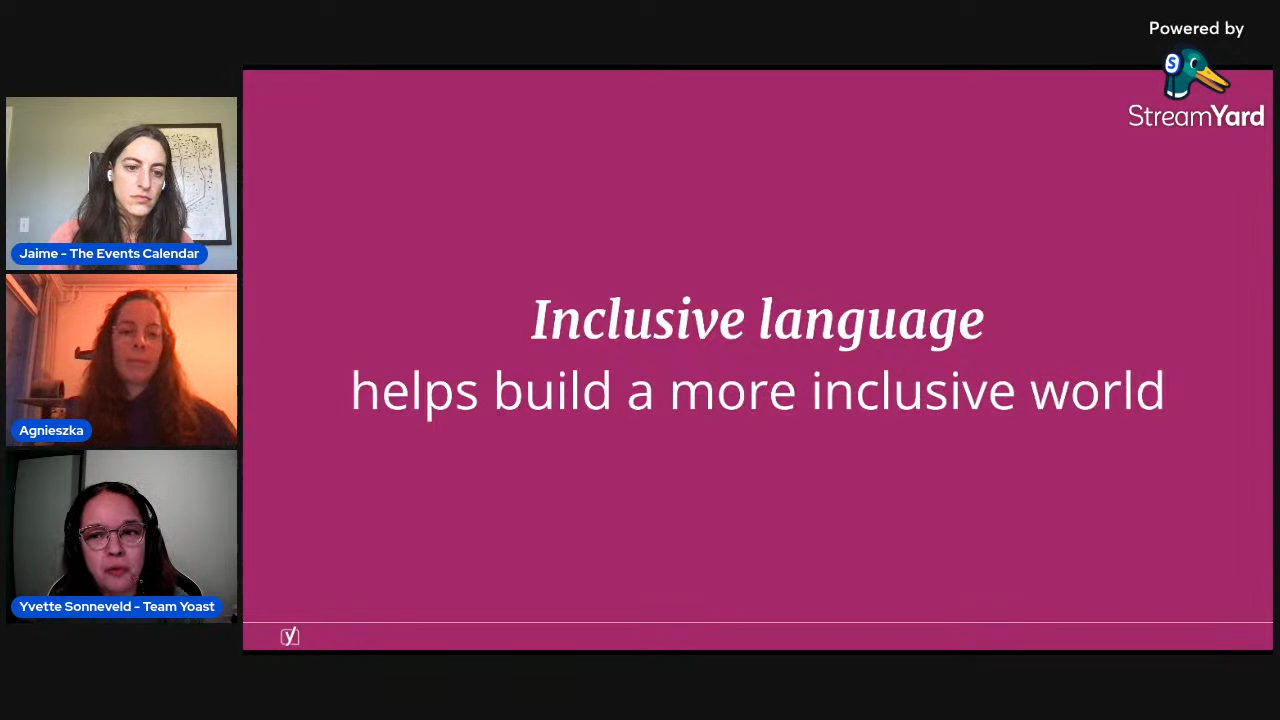 Powered by
S
StreamYard
Jaime - The Events Calendar
Agnieszka
Yvette Sonneveld - Team Yoast
Inclusive language
helps build a more inclusive world
y